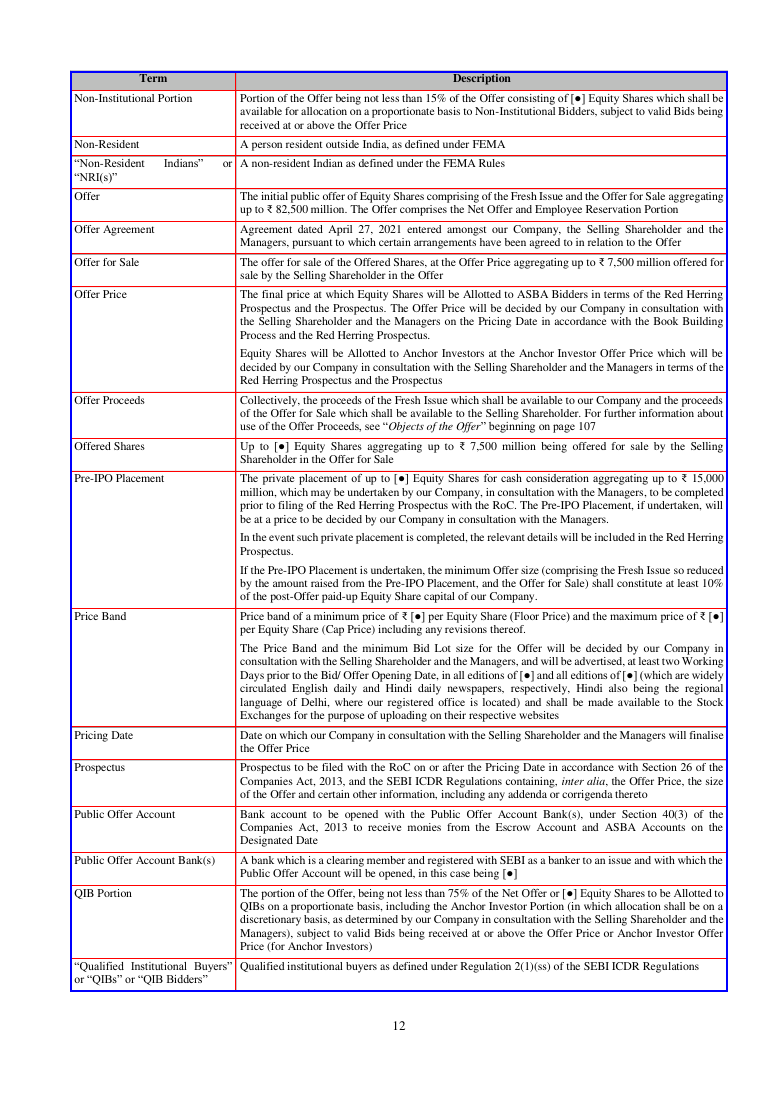 Term Description
Non-Institutional Portion Portion of the Offer being not less than 15% of the Offer consisting of [●] Equity Shares which shall be
available for allocation on a proportionate basis to Non-Institutional Bidders, subject to valid Bids being
received at or above the Offer Price
Non-Resident A person resident outside India, as defined under FEMA
“Non-Resident Indians” or A non-resident Indian as defined under the FEMA Rules
“NRI(s)”
Offer The initial public offer of Equity Shares comprising of the Fresh Issue and the Offer for Sale aggregating
up to ₹ 82,500 million. The Offer comprises the Net Offer and Employee Reservation Portion
Offer Agreement Agreement dated April 27, 2021 entered amongst our Company, the Selling Shareholder and the
Managers, pursuant to which certain arrangements have been agreed to in relation to the Offer
Offer for Sale The offer for sale of the Offered Shares, at the Offer Price aggregating up to ₹ 7,500 million offered for
sale by the Selling Shareholder in the Offer
Offer Price The final price at which Equity Shares will be Allotted to ASBA Bidders in terms of the Red Herring
Prospectus and the Prospectus. The Offer Price will be decided by our Company in consultation with
the Selling Shareholder and the Managers on the Pricing Date in accordance with the Book Building
Process and the Red Herring Prospectus.
Equity Shares will be Allotted to Anchor Investors at the Anchor Investor Offer Price which will be
decided by our Company in consultation with the Selling Shareholder and the Managers in terms of the
Red Herring Prospectus and the Prospectus
Offer Proceeds Collectively, the proceeds of the Fresh Issue which shall be available to our Company and the proceeds
of the Offer for Sale which shall be available to the Selling Shareholder. For further information about
use of the Offer Proceeds, see “Objects of the Offer” beginning on page 107
Offered Shares Up to [●] Equity Shares aggregating up to ₹ 7,500 million being offered for sale by the Selling
Shareholder in the Offer for Sale
Pre-IPO Placement The private placement of up to [●] Equity Shares for cash consideration aggregating up to ₹ 15,000
million, which may be undertaken by our Company, in consultation with the Managers, to be completed
prior to filing of the Red Herring Prospectus with the RoC. The Pre-IPO Placement, if undertaken, will
be at a price to be decided by our Company in consultation with the Managers.
In the event such private placement is completed, the relevant details will be included in the Red Herring
Prospectus.
If the Pre-IPO Placement is undertaken, the minimum Offer size (comprising the Fresh Issue so reduced
by the amount raised from the Pre-IPO Placement, and the Offer for Sale) shall constitute at least 10%
of the post-Offer paid-up Equity Share capital of our Company.
Price Band Price band of a minimum price of ₹ [●] per Equity Share (Floor Price) and the maximum price of ₹ [●]
per Equity Share (Cap Price) including any revisions thereof.
The Price Band and the minimum Bid Lot size for the Offer will be decided by our Company in
consultation with the Selling Shareholder and the Managers, and will be advertised, at least two Working
Days prior to the Bid/ Offer Opening Date, in all editions of [●] and all editions of [●] (which are widely
circulated English daily and Hindi daily newspapers, respectively, Hindi also being the regional
language of Delhi, where our registered office is located) and shall be made available to the Stock
Exchanges for the purpose of uploading on their respective websites
Pricing Date Date on which our Company in consultation with the Selling Shareholder and the Managers will finalise
the Offer Price
Prospectus Prospectus to be filed with the RoC on or after the Pricing Date in accordance with Section 26 of the
Companies Act, 2013, and the SEBI ICDR Regulations containing, inter alia, the Offer Price, the size
of the Offer and certain other information, including any addenda or corrigenda thereto
Public Offer Account Bank account to be opened with the Public Offer Account Bank(s), under Section 40(3) of the
Companies Act, 2013 to receive monies from the Escrow Account and ASBA Accounts on the
Designated Date
Public Offer Account Bank(s) A bank which is a clearing member and registered with SEBI as a banker to an issue and with which the
Public Offer Account will be opened, in this case being [●]
QIB Portion The portion of the Offer, being not less than 75% of the Net Offer or [●] Equity Shares to be Allotted to
QIBs on a proportionate basis, including the Anchor Investor Portion (in which allocation shall be on a
discretionary basis, as determined by our Company in consultation with the Selling Shareholder and the
Managers), subject to valid Bids being received at or above the Offer Price or Anchor Investor Offer
Price (for Anchor Investors)
“Qualified Institutional Buyers” Qualified institutional buyers as defined under Regulation 2(1)(ss) of the SEBI ICDR Regulations
or “QIBs” or “QIB Bidders”
12